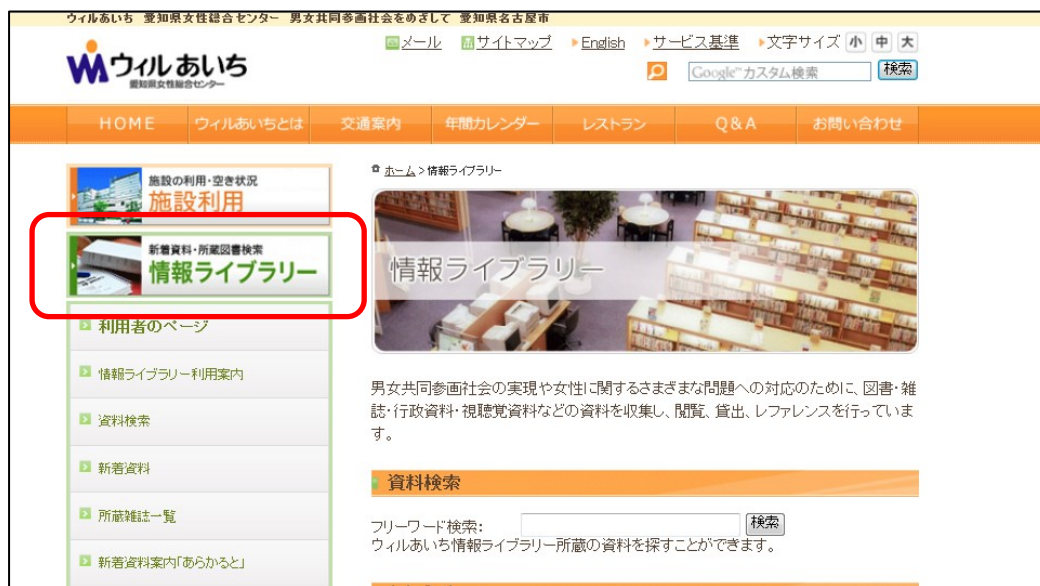 ウィルあいち 愛知県女性総合センター 男女共同参画社会をめざして 愛知県名古屋市
メール サイトマップ English サービス基準 文字サイズ 小 中 大
ウィルあいち
愛知県女性総合センター
Google™カスタム検索 検索
HOME ウィルあいちとは 交通案内 年間カレンダー レストラン Q&A お問い合わせ
施設の利用・空き状況
施設利用
新着資料・所蔵図書検索
情報ライブラリー
利用者のページ
情報ライブラリー利用案内
資料検索
新着資料
所蔵雑誌一覧
新着資料案内「あらかると」
ホーム > 情報ライブラリー
情報ライブラリー
男女共同参画社会の実現や女性に関するさまざまな問題への対応のために、図書・雑
誌・行政資料・視聴覚資料などの資料を収集し、閲覧、貸出、レファレンスを行っていま
す。
資料検索
フリーワード検索: 検索
ウィルあいち情報ライブラリー所蔵の資料を探すことができます。